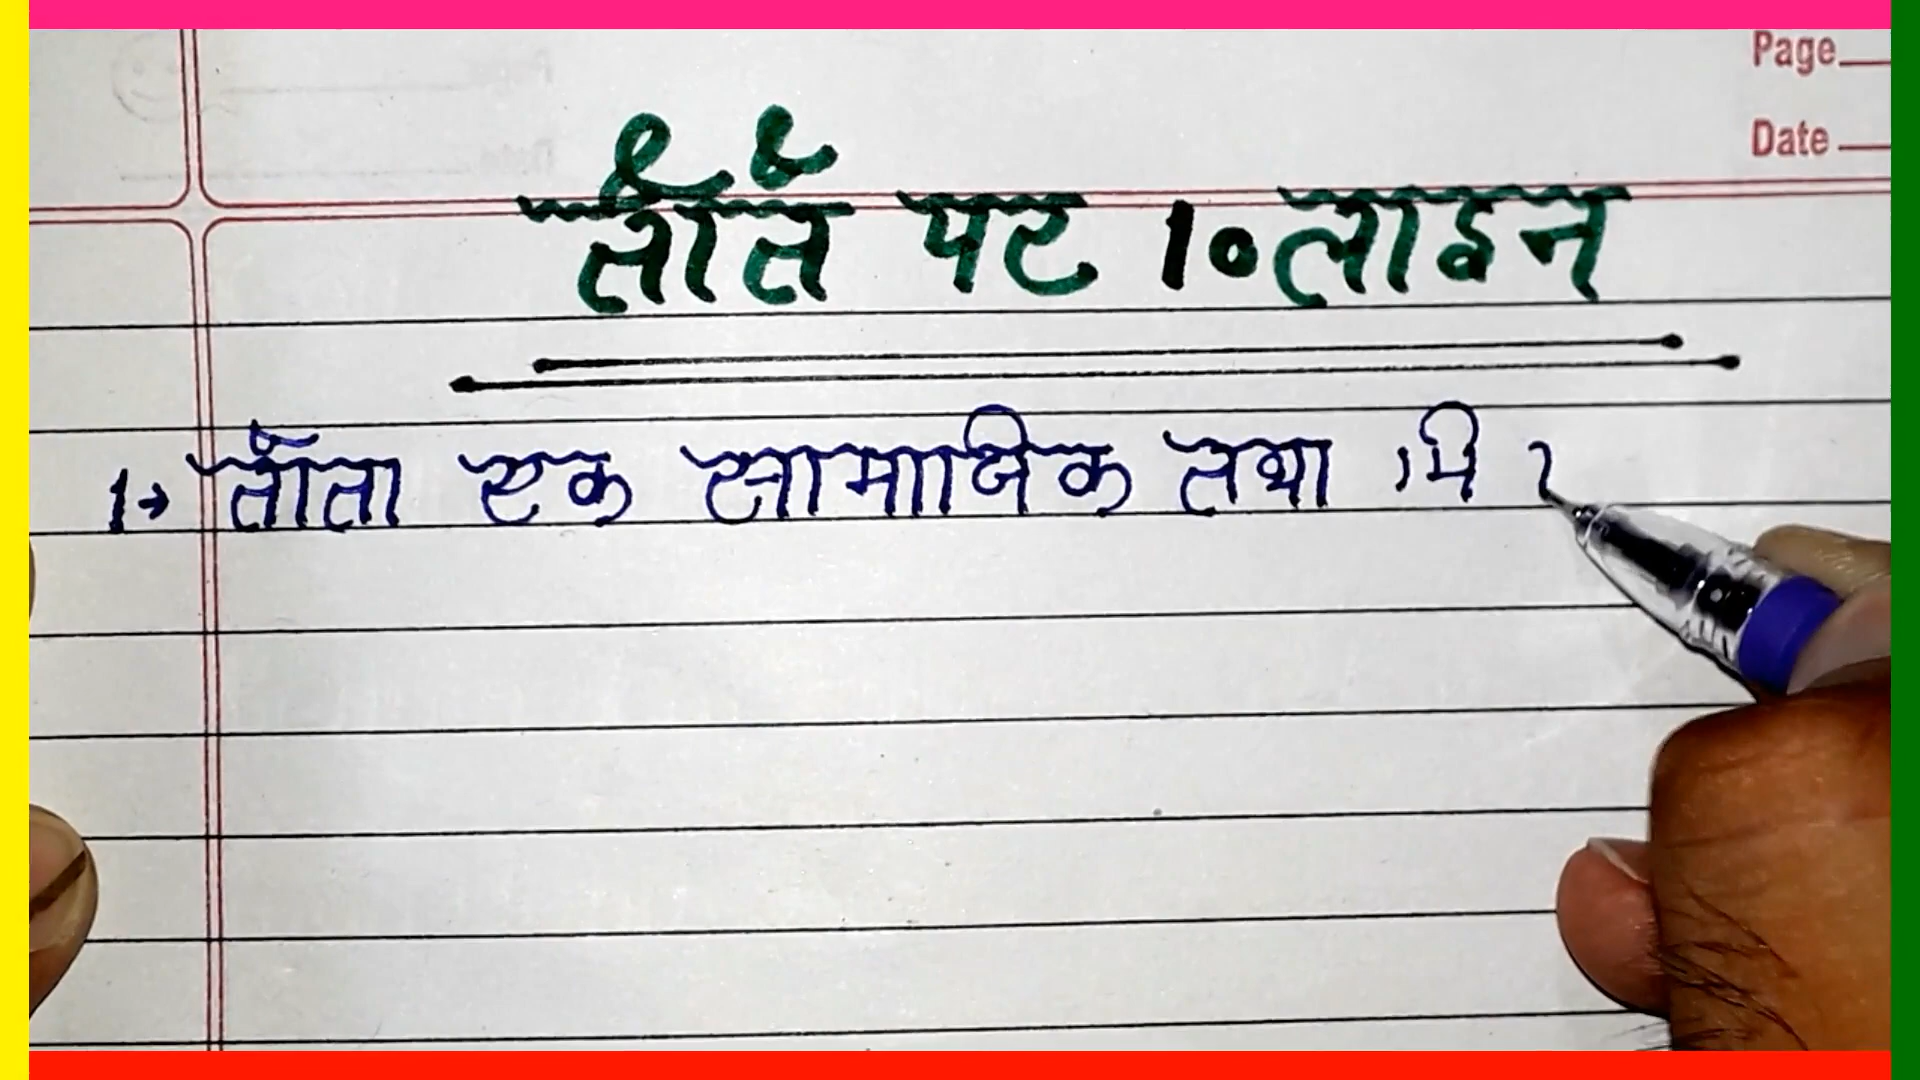 Page
Date
तोते पर 10 लाइन
1→ तोता एक सामाजिक तथा मि